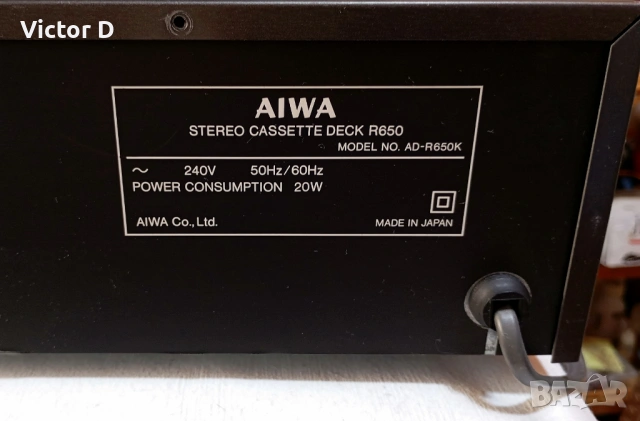 Victor D
AIWA
STEREO CASSETTE DECK R650
MODEL NO. AD-R650K
~ 240V 50Hz/60Hz
POWER CONSUMPTION 20W
AIWA Co., Ltd.
MADE IN JAPAN
BAZAR